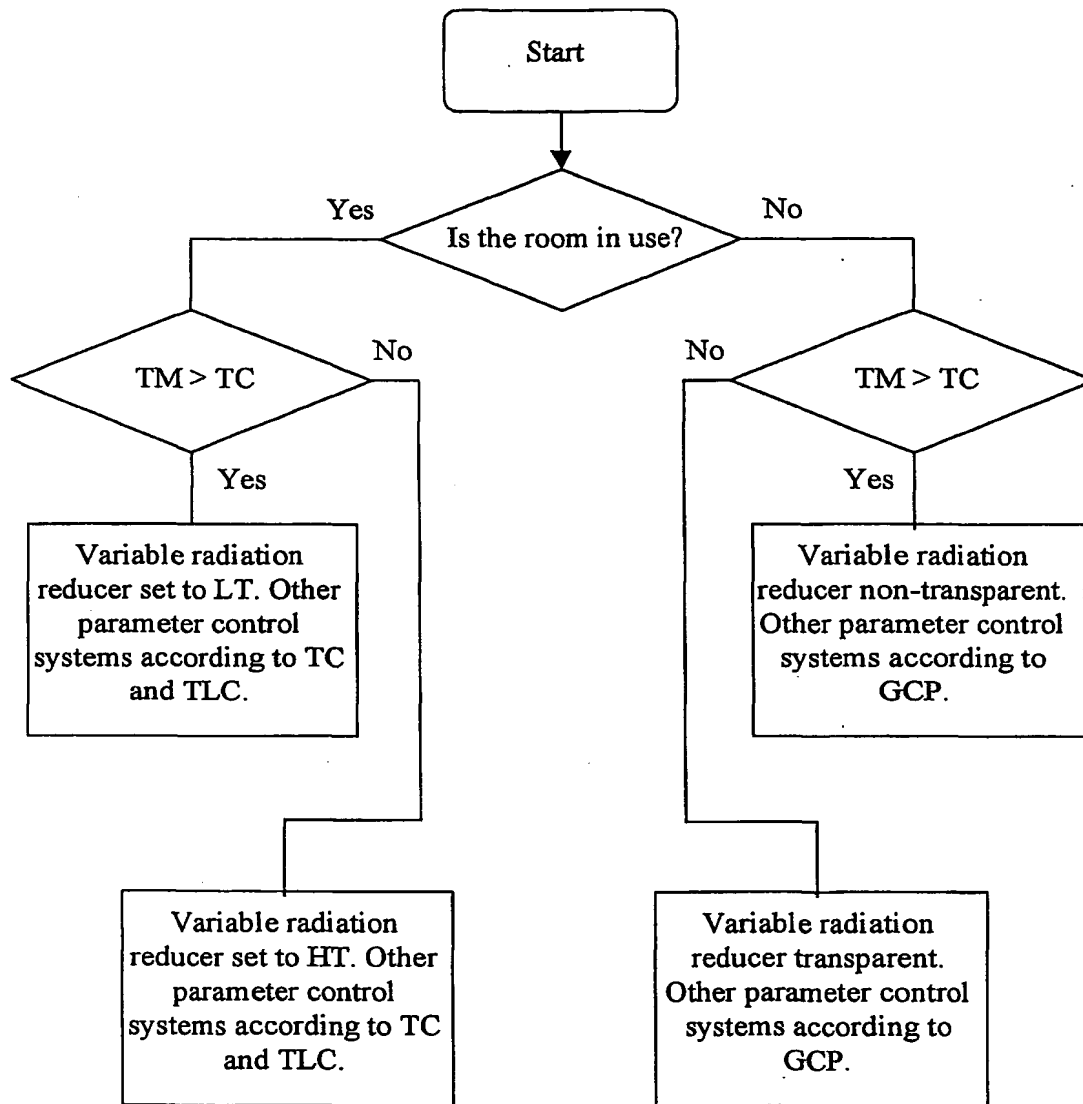 Start
Yes
No
Is the room in use?
No
No
TM > TC
TM > TC
Yes
Yes
Variable radiation
reducer set to LT. Other
parameter control
systems according to TC
and TLC.
Variable radiation
reducer non-transparent.
Other parameter control
systems according to
GCP.
Variable radiation
reducer set to HT. Other
parameter control
systems according to TC
and TLC.
Variable radiation
reducer transparent.
Other parameter control
systems according to
GCP.